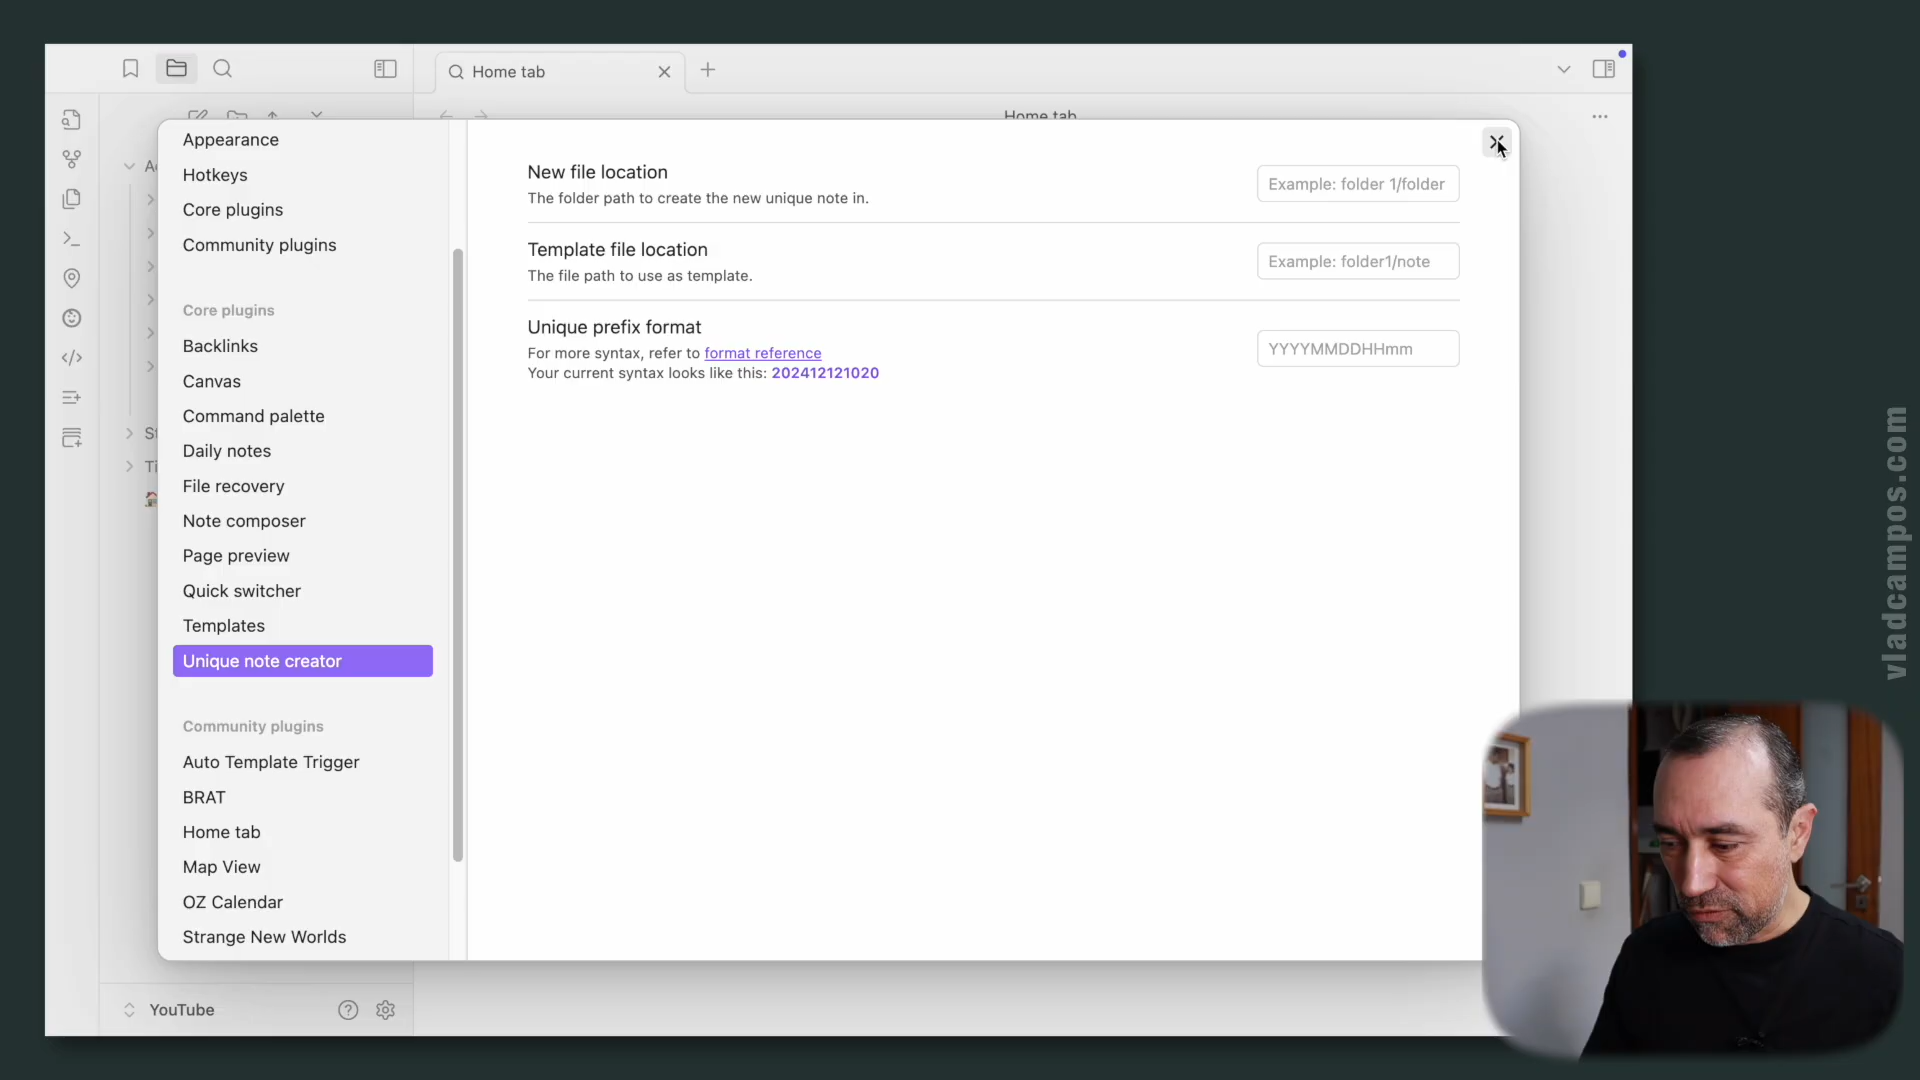 Home tab
Home tab
Appearance
Hotkeys
Core plugins
Community plugins
Core plugins
Backlinks
Canvas
Command palette
Daily notes
File recovery
Note composer
Page preview
Quick switcher
Templates
Unique note creator
Community plugins
Auto Template Trigger
BRAT
Home tab
Map View
OZ Calendar
Strange New Worlds
New file location
The folder path to create the new unique note in.
Example: folder 1/folder
Template file location
The file path to use as template.
Example: folder1/note
Unique prefix format
For more syntax, refer to format reference
Your current syntax looks like this: 202412121020
YYYYMMDDHHmm
YouTube
vladcampos.com